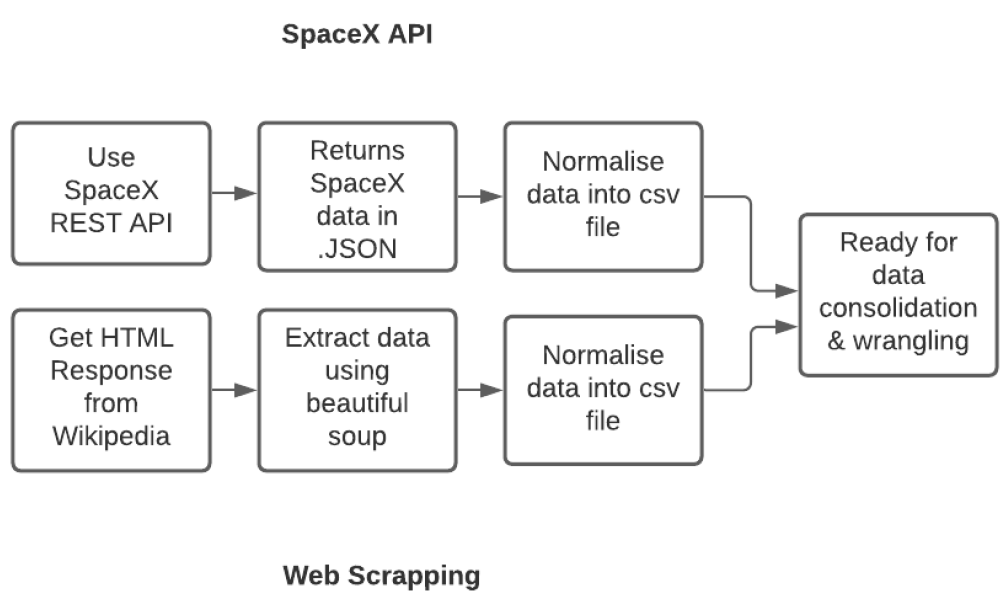 SpaceX API
Use
SpaceX
REST API
Returns
SpaceX
data in
.JSON
Normalise
data into csv
file
Get HTML
Response
from
Wikipedia
Extract data
using
beautiful
soup
Normalise
data into csv
file
Ready for
data
consolidation
& wrangling
Web Scrapping